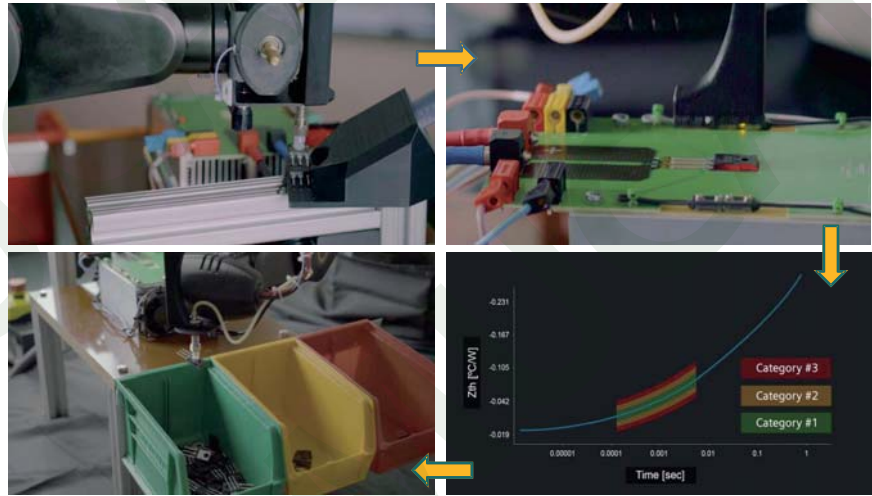 Zth [ºC/W]
-0.231
-0.167
-0.105
-0.042
-0.019
0.00001
0.0001
0.001
0.01
0.1
1
Time [sec]
Category #3
Category #2
Category #1